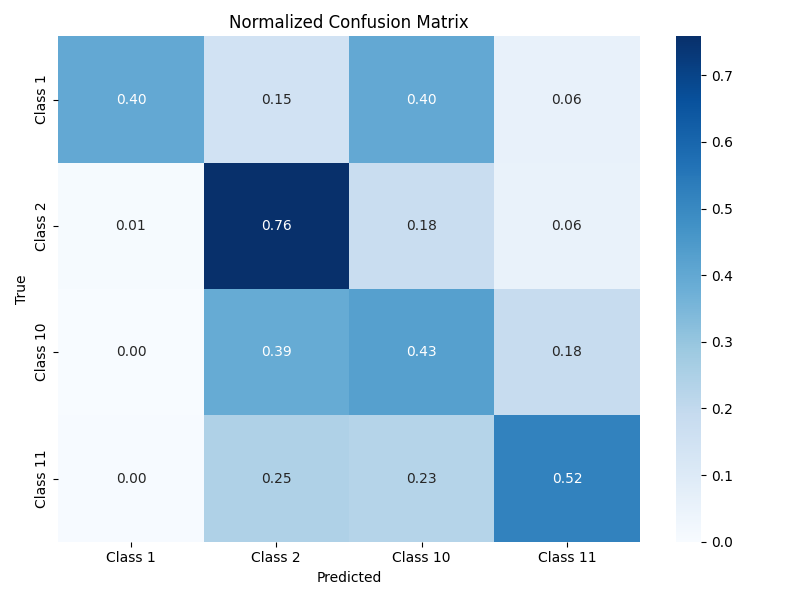 Normalized Confusion Matrix
Class 1
0.40 0.15 0.40 0.06
Class 2
0.01 0.76 0.18 0.06
Class 10
0.00 0.39 0.43 0.18
Class 11
0.00 0.25 0.23 0.52
True
Class 1 Class 2 Class 10 Class 11
Predicted
0.7
0.6
0.5
0.4
0.3
0.2
0.1
0.0